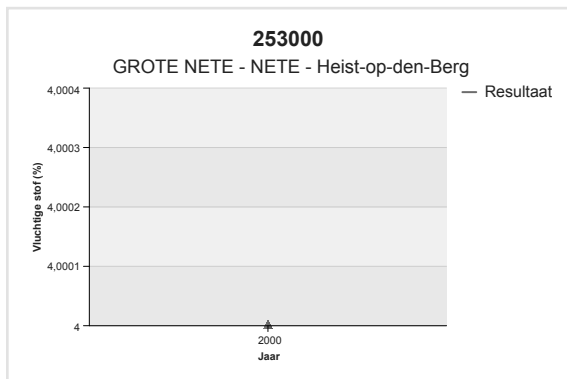 253000
GROTE NETE - NETE - Heist-op-den-Berg
Resultaat
Vluchtige stof (%)
4,0004
4,0003
4,0002
4,0001
4
2000
Jaar